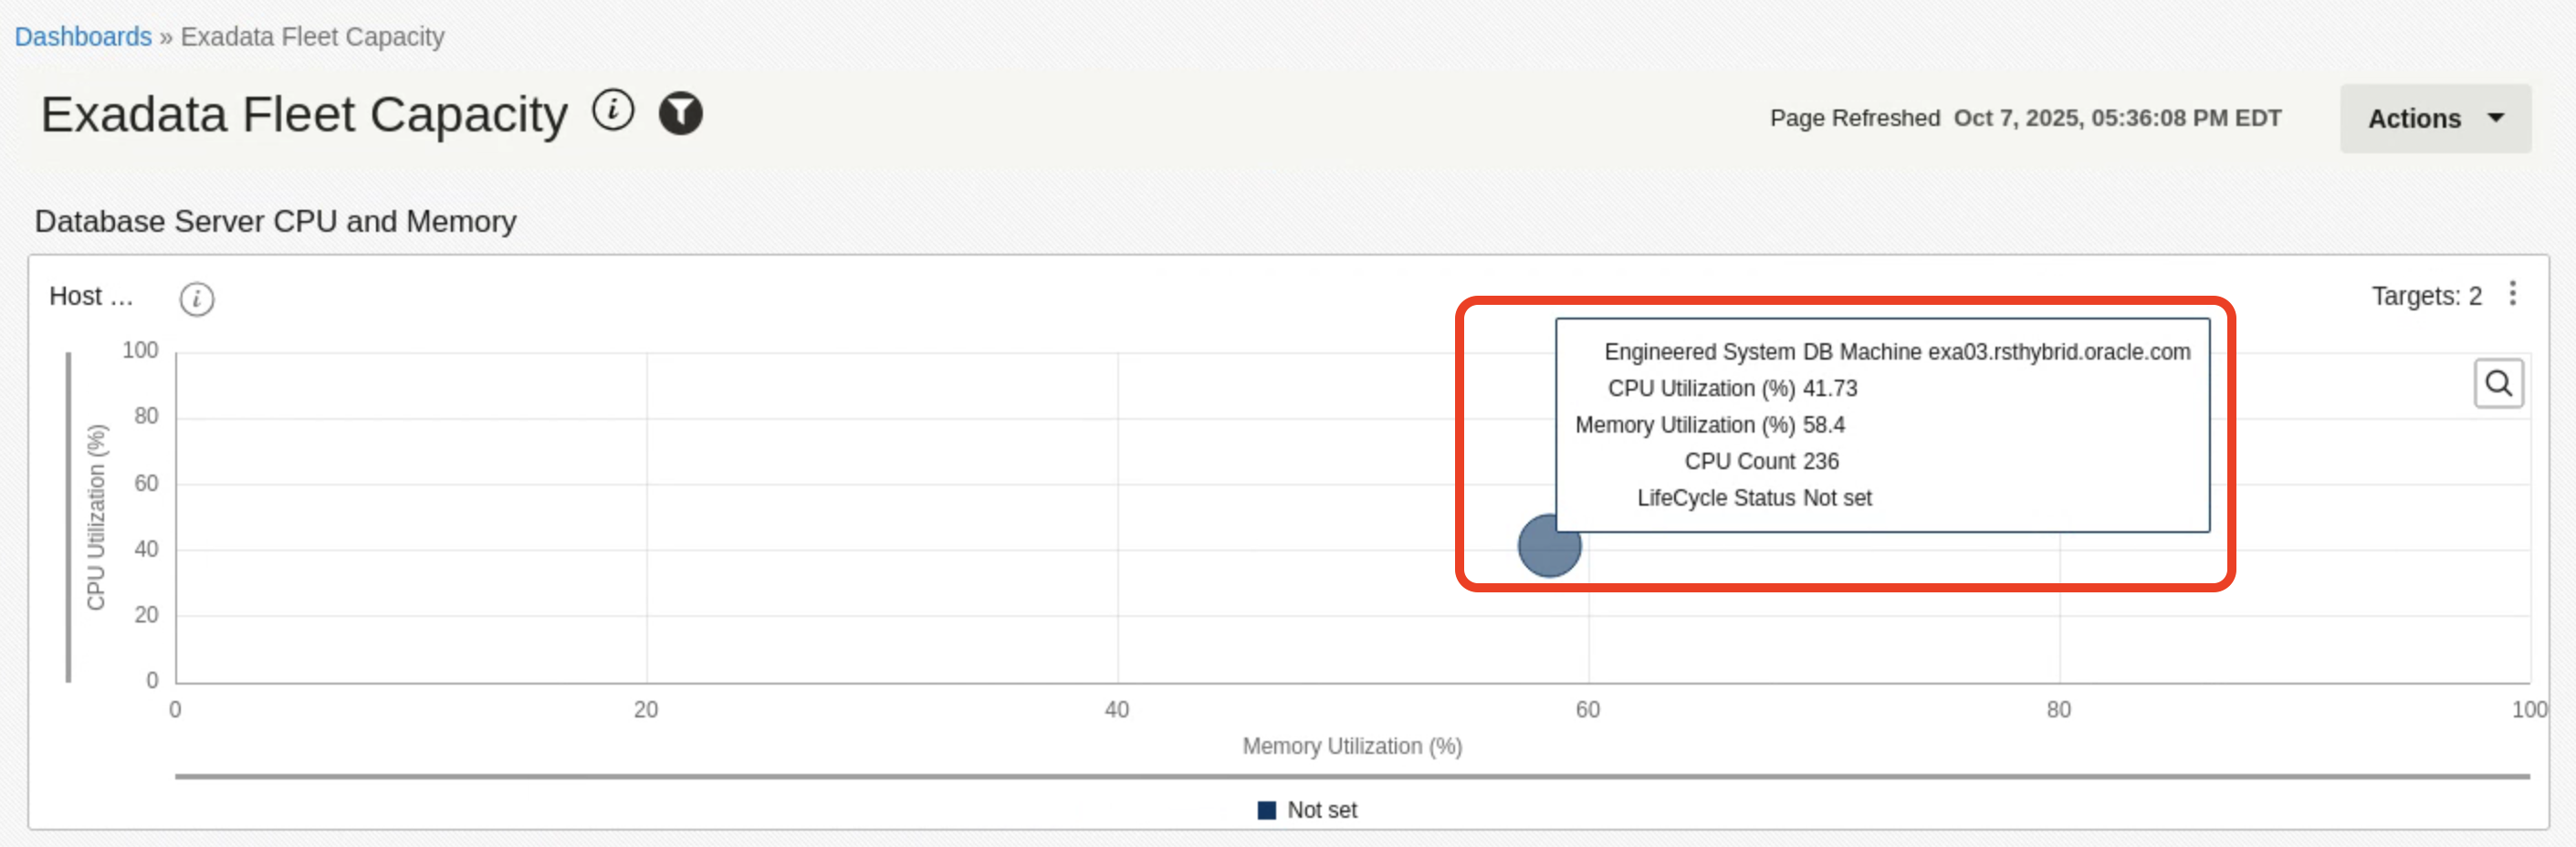 Dashboards » Exadata Fleet Capacity
Exadata Fleet Capacity
Page Refreshed Oct 7, 2025, 05:36:08 PM EDT
Actions
Database Server CPU and Memory
Host ...
Targets: 2
Engineered System DB Machine exa03.rsthybrid.oracle.com
CPU Utilization (%) 41.73
Memory Utilization (%) 58.4
CPU Count 236
LifeCycle Status Not set
CPU Utilization (%)
100
80
60
40
20
0
0 20 40 60 80 100
Memory Utilization (%)
Not set